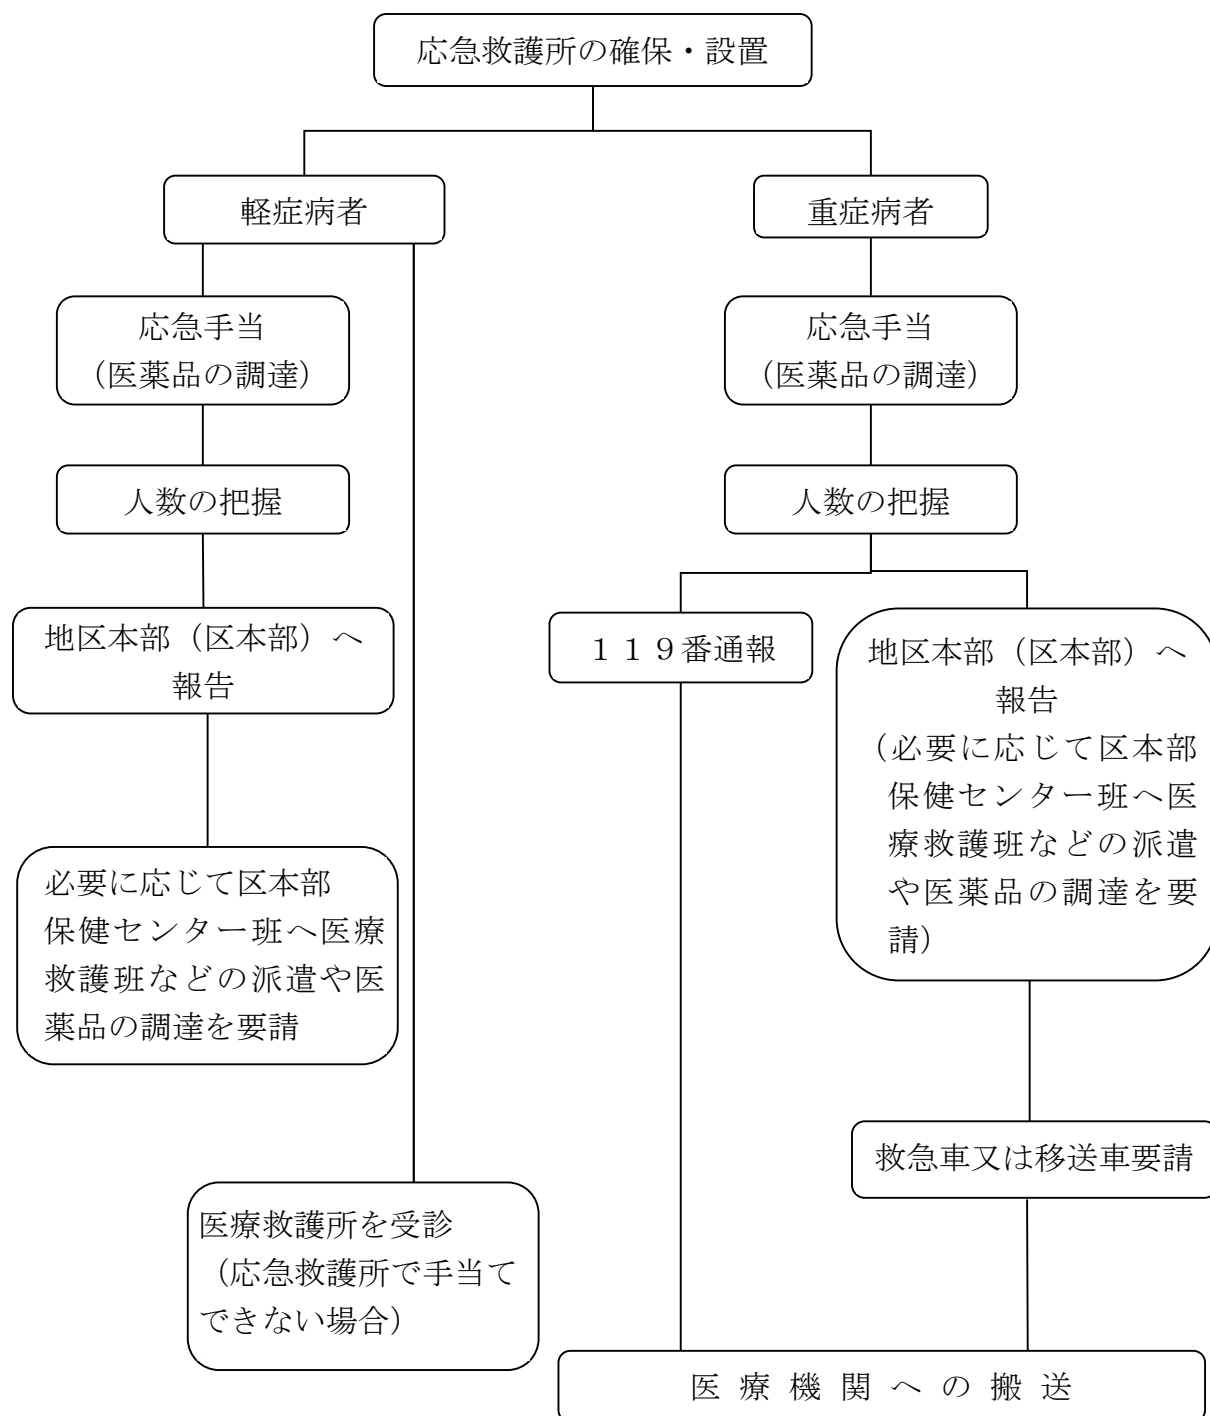 応急救護所の確保・設置
軽症病者
重症病者
応急手当
（医薬品の調達）
応急手当
（医薬品の調達）
人数の把握
人数の把握
地区本部（区本部）へ
報告
１１９番通報
地区本部（区本部）へ
報告
（必要に応じて区本部
保健センター班へ医
療救護班などの派遣
や医薬品の調達を要
請）
必要に応じて区本部
保健センター班へ医療
救護班などの派遣や医
薬品の調達を要請
救急車又は移送車要請
医療救護所を受診
（応急救護所で手当て
できない場合）
医療機関への搬送